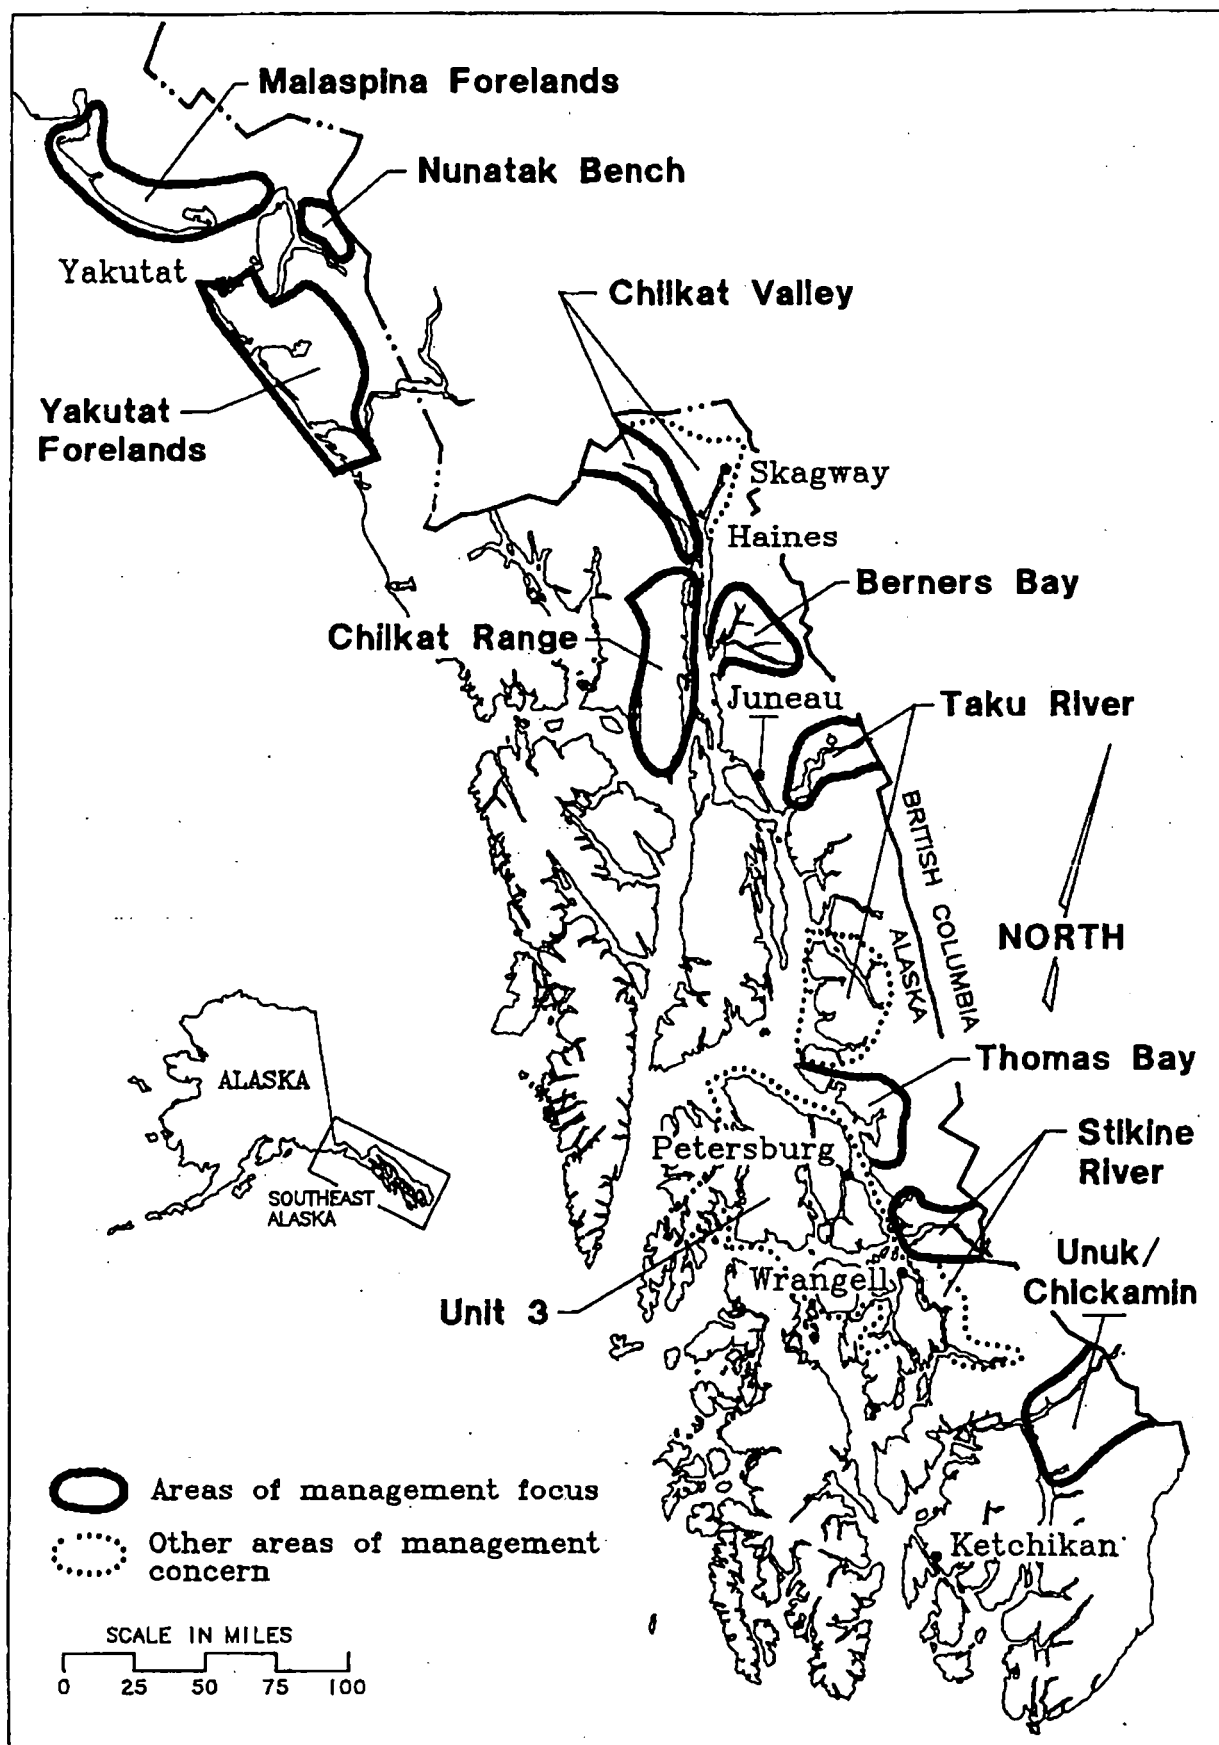 Malaspina Forelands
Nunatak Bench
Yakutat
Chilkat Valley
Yakutat
Forelands
Skagway
Haines
Berners Bay
Chilkat Range
Juneau
Taku River
BRITISH COLUMBIA
ALASKA
NORTH
Thomas Bay
ALASKA
Petersburg
Stikine
River
SOUTHEAST
ALASKA
Unuk/
Chickamin
Wrangell
Unit 3
Areas of management focus
Other areas of management
concern
Ketchikan
SCALE IN MILES
0 25 50 75 100